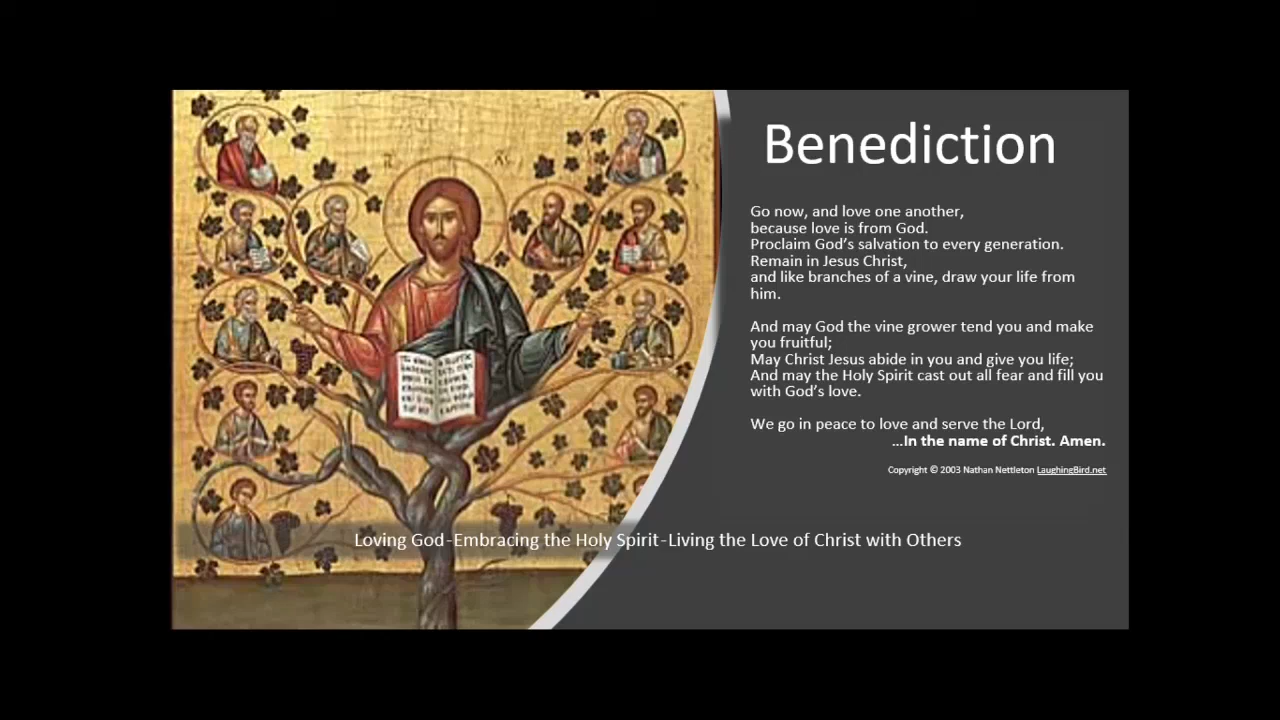 Benediction
Go now, and love one another,
because love is from God.
Proclaim God’s salvation to every generation.
Remain in Jesus Christ,
and like branches of a vine, draw your life from
him.
And may God the vine grower tend you and make
you fruitful;
May Christ Jesus abide in you and give you life;
And may the Holy Spirit cast out all fear and fill you
with God’s love.
We go in peace to love and serve the Lord,
…In the name of Christ. Amen.
Copyright © 2003 Nathan Nettleton LaughingBird.net
Loving God-Embracing the Holy Spirit-Living the Love of Christ with Others